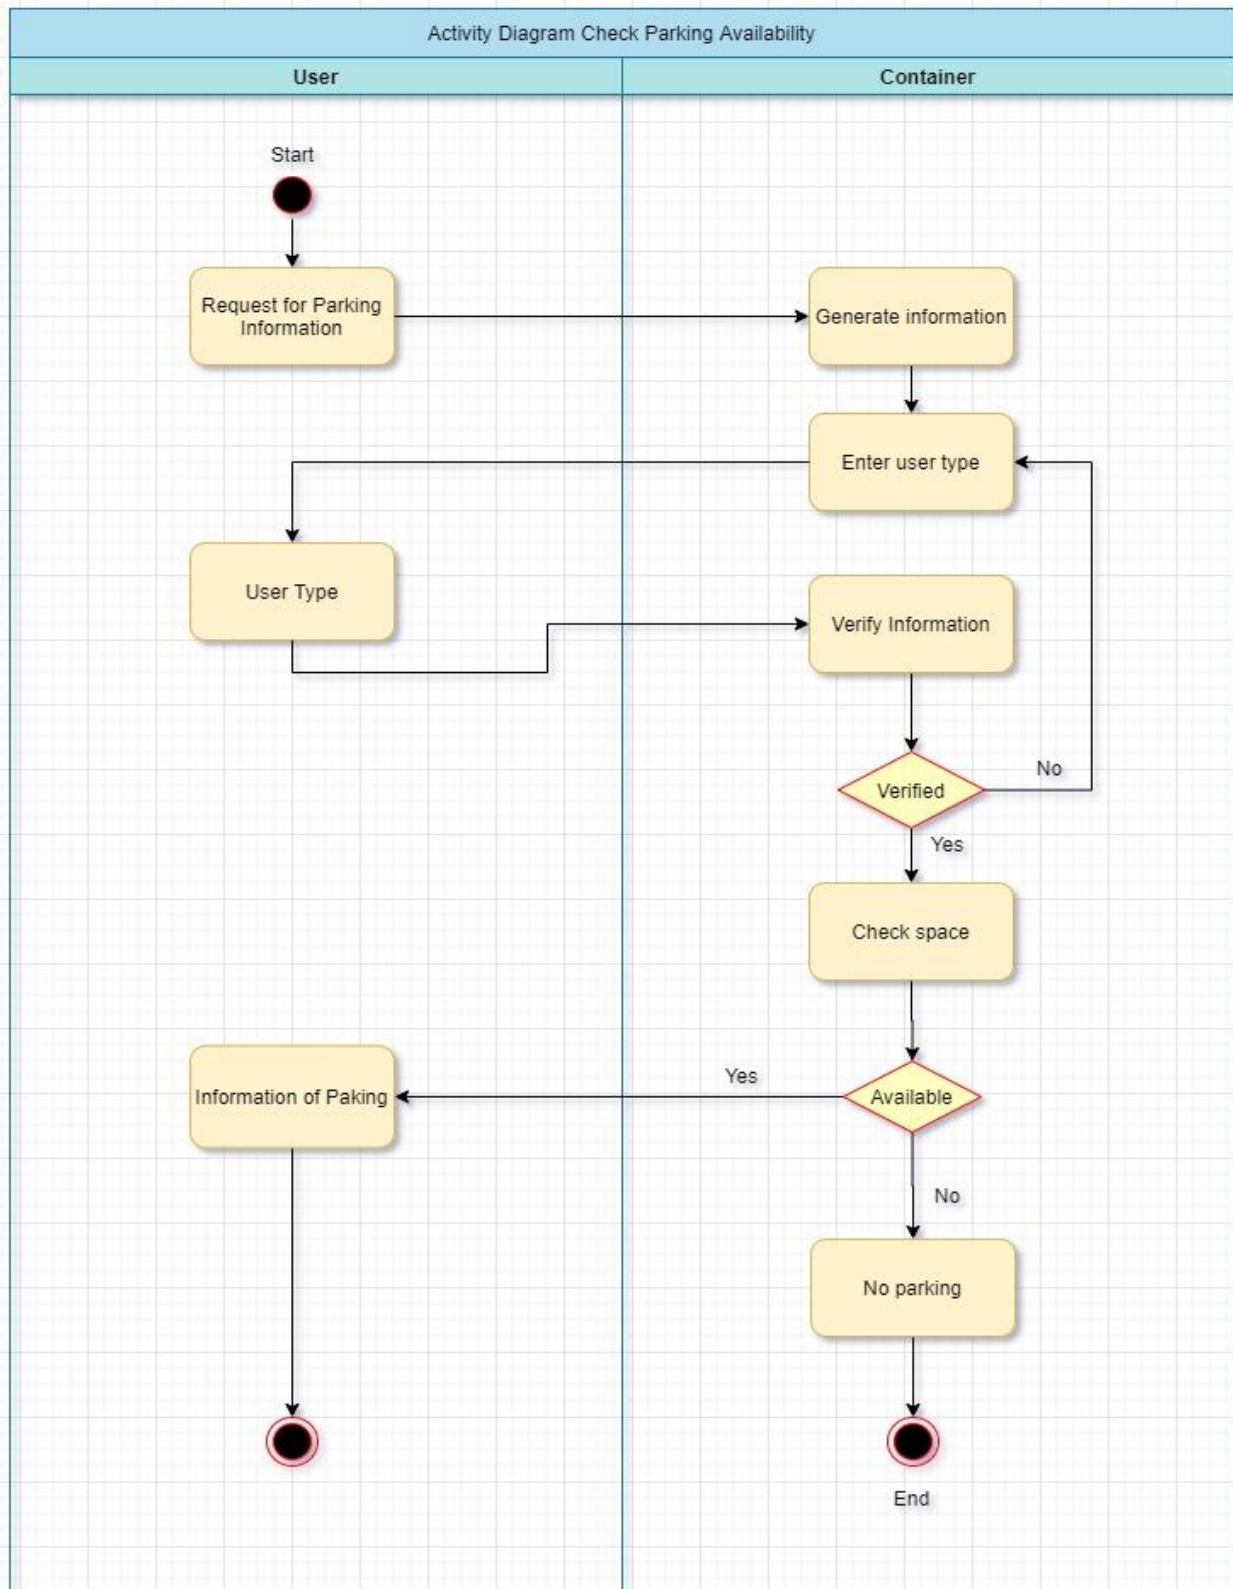 Activity Diagram Check Parking Availability
User
Container
Start
Request for Parking
Information
Generate information
Enter user type
User Type
Verify Information
No
Verified
Yes
Check space
Yes
Information of Paking
Available
No
No parking
End